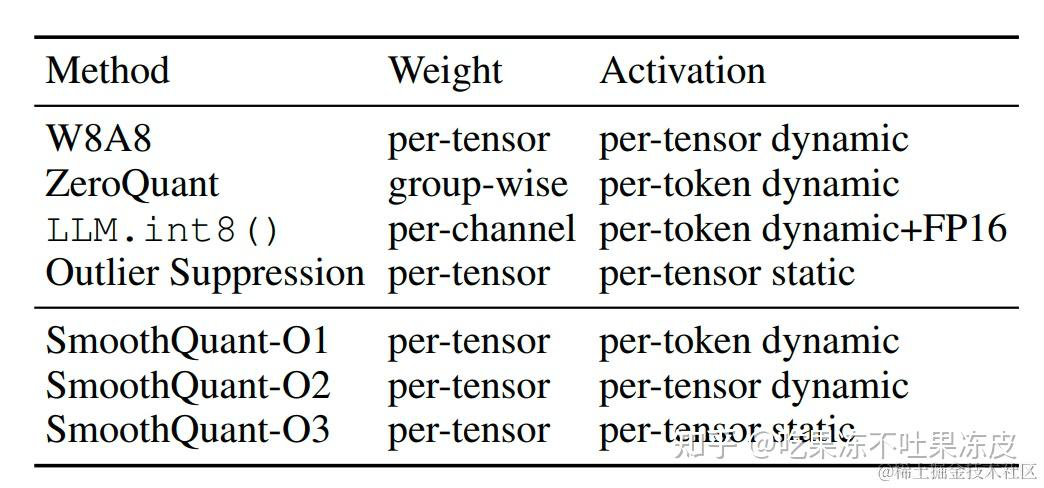 Method Weight Activation
W8A8 per-tensor per-tensor dynamic
ZeroQuant group-wise per-token dynamic
LLM.int8() per-channel per-token dynamic+FP16
Outlier Suppression per-tensor per-tensor static
SmoothQuant-O1 per-tensor per-token dynamic
SmoothQuant-O2 per-tensor per-tensor dynamic
SmoothQuant-O3 per-tensor per-tensor static
知乎 @吃果冻不吐果冻皮
@稀土掘金技术社区